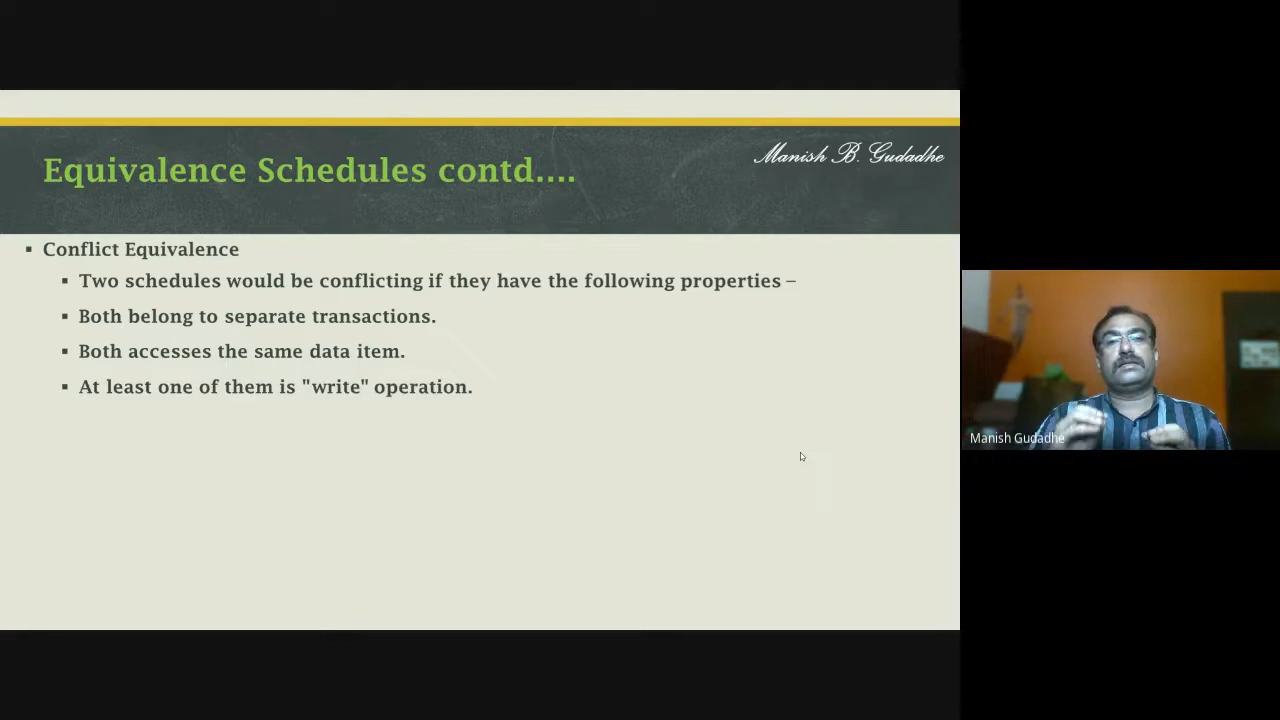 Equivalence Schedules contd....
Manish B. Gudadhe
▪ Conflict Equivalence
▪ Two schedules would be conflicting if they have the following properties –
▪ Both belong to separate transactions.
▪ Both accesses the same data item.
▪ At least one of them is "write" operation.
Manish Gudadhe